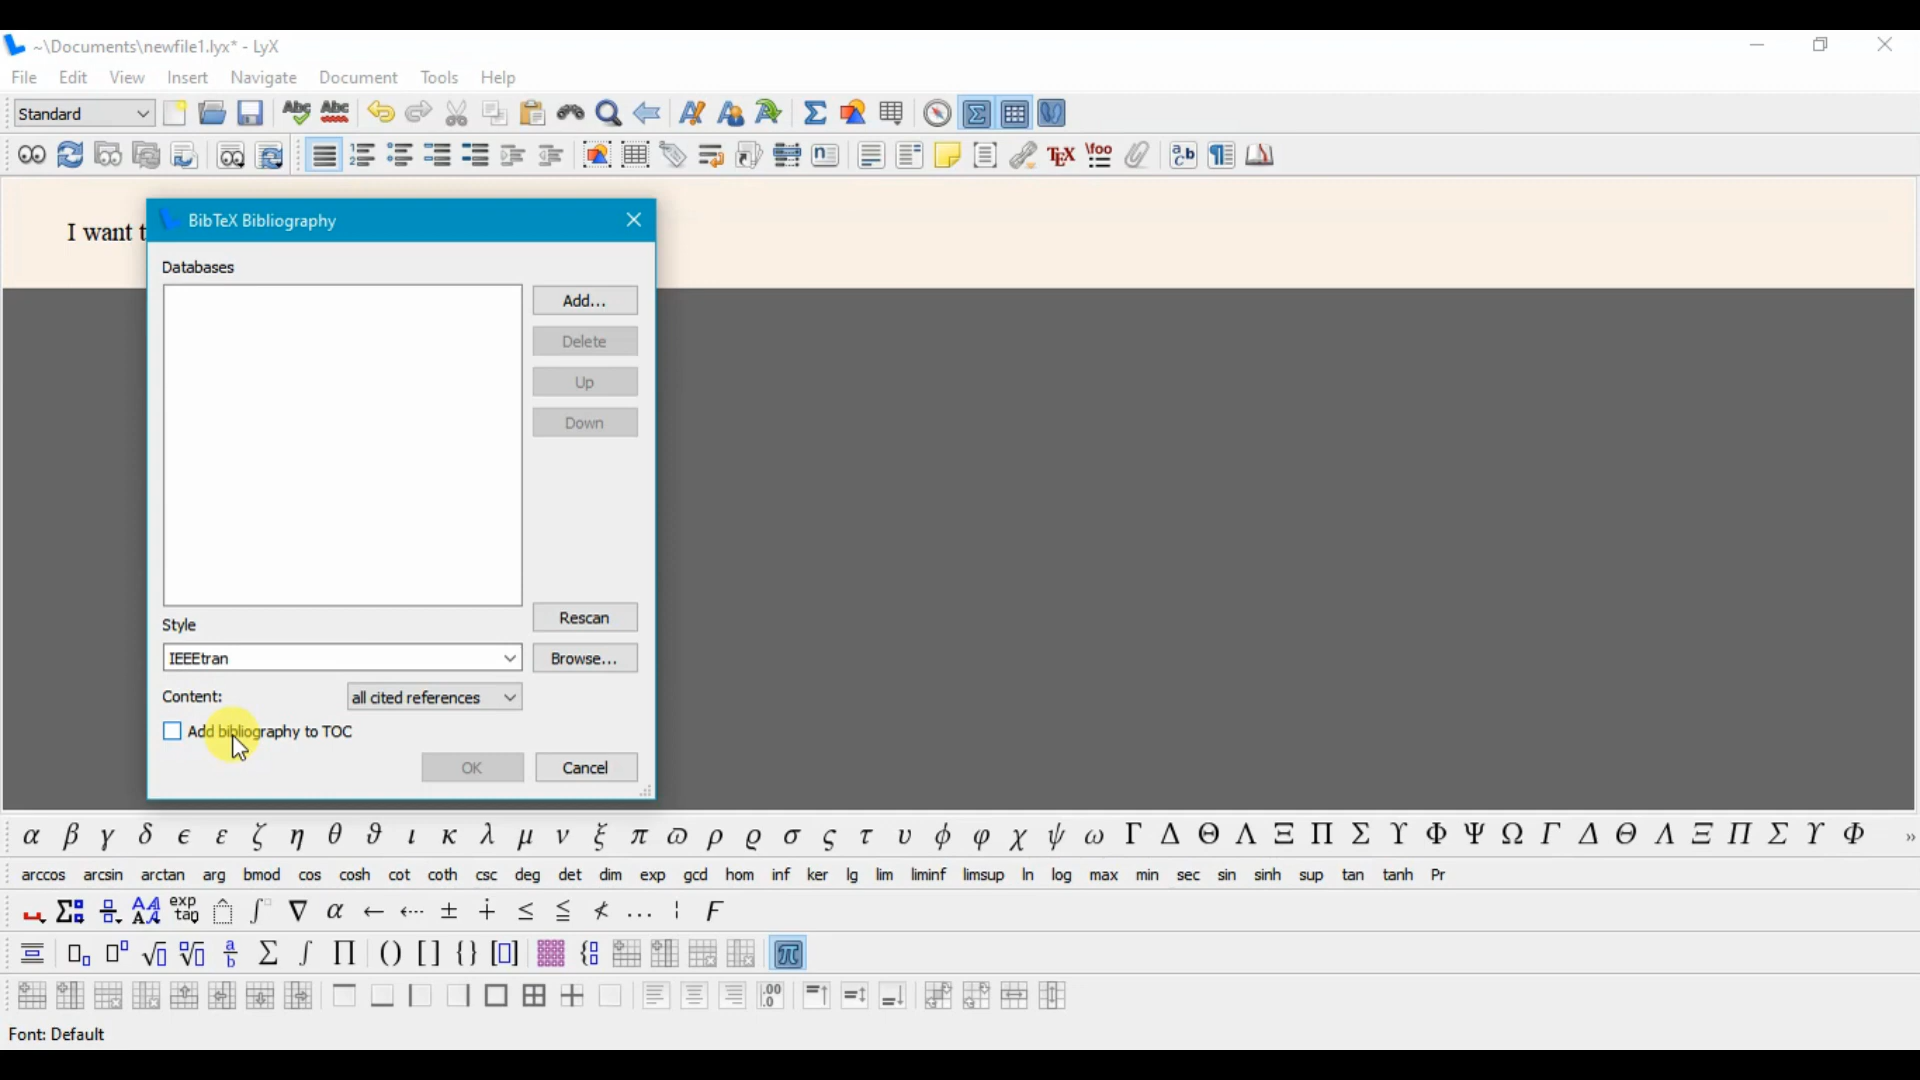 ~\Documents\newfile1.lyx* - LyX
File Edit View Insert Navigate Document Tools Help
Standard
I want t
BibTeX Bibliography
Databases
Add...
Delete
Up
Down
Rescan
Style
IEEEtran
Browse...
Content: all cited references
Add bibliography to TOC
OK Cancel
α β γ δ ϵ ε ζ η θ ϑ ι κ λ μ ν ξ π ϖ ρ ϱ σ ς τ υ ϕ φ χ ψ ω Γ Δ Θ Λ Ξ Π Σ Υ Φ Ψ Ω Γ Δ Θ Λ Ξ Π Σ Υ Φ »
arccos arcsin arctan arg bmod cos cosh cot coth csc deg det dim exp gcd hom inf ker lg lim liminf limsup ln log max min sec sin sinh sup tan tanh Pr
Font: Default